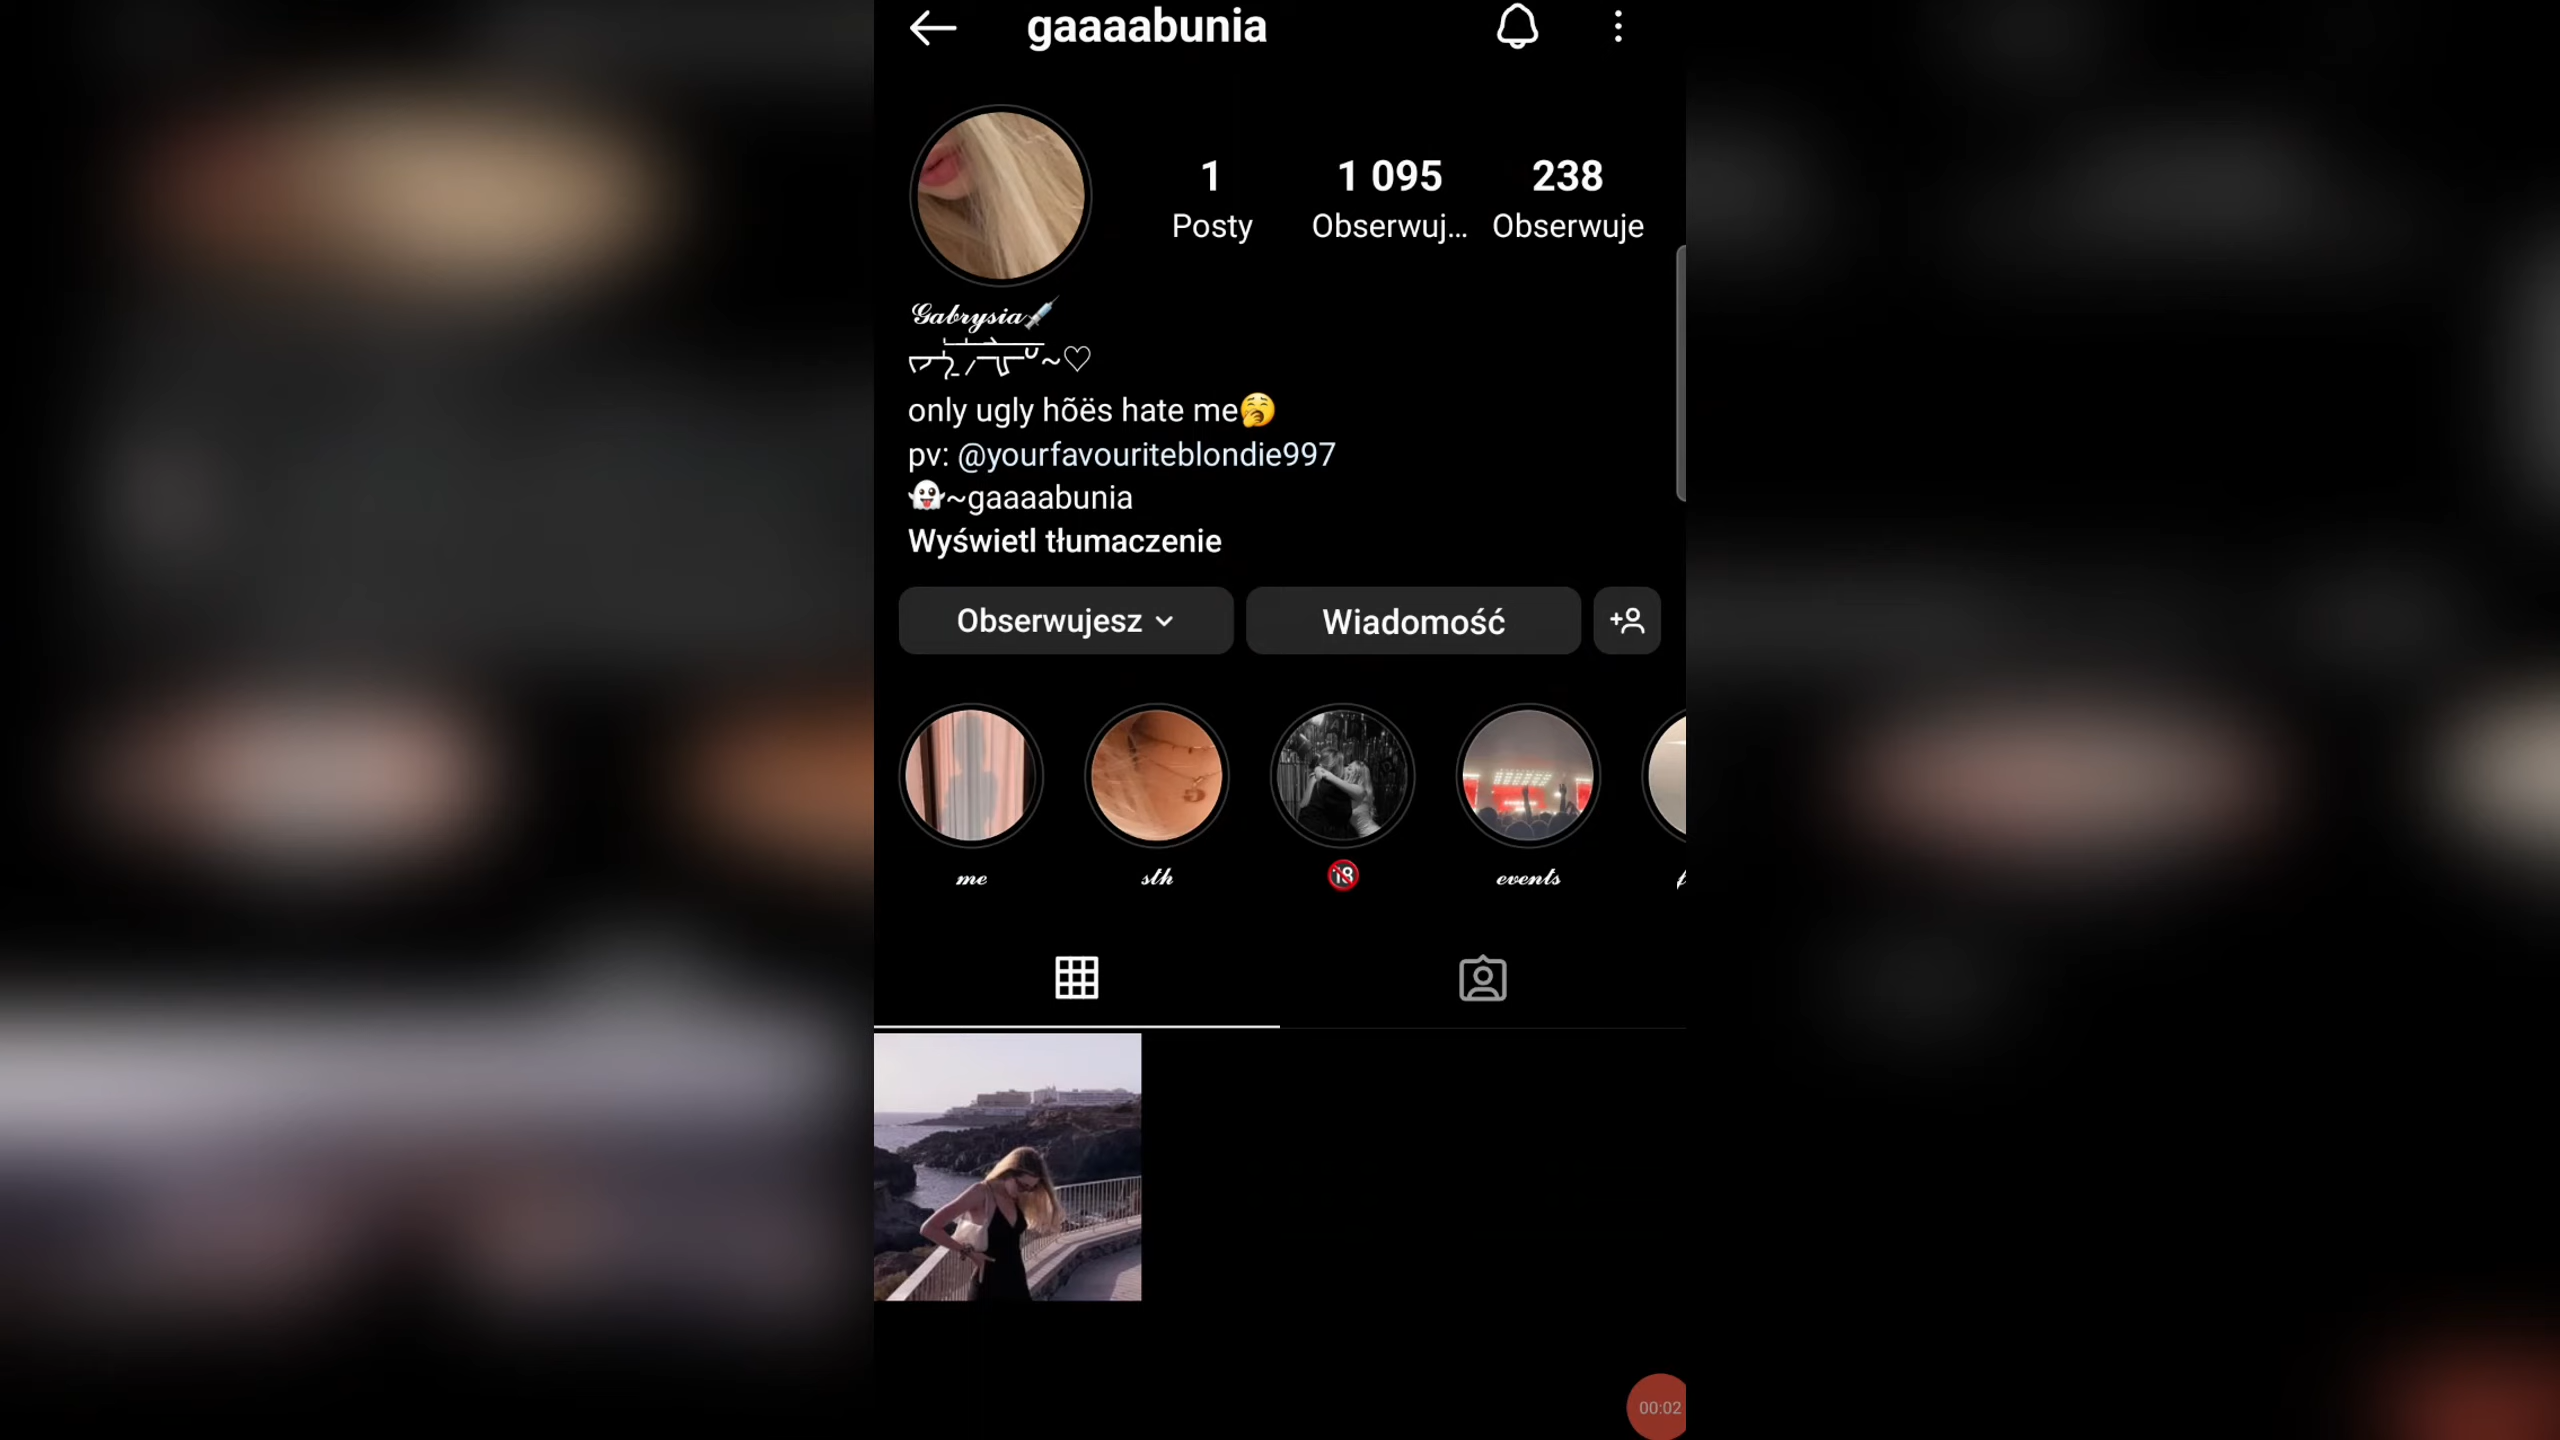 gaaaabunia
1 1 095 238
Posty Obserwuj... Obserwuje
𝒢𝒶𝒷𝓇𝓎𝓈𝒾𝒶💉
~♡
only ugly hõës hate me🥱
pv: @yourfavouriteblondie997
👻~gaaaabunia
Wyświetl tłumaczenie
Obserwujesz Wiadomość
𝓂𝑒 𝓈𝓉𝒽 🔞 𝑒𝓋𝑒𝓃𝓉𝓈
00:02